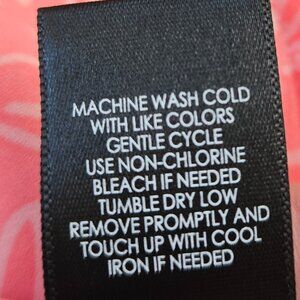 MACHINE WASH COLD
WITH LIKE COLORS
GENTLE CYCLE
USE NON-CHLORINE
BLEACH IF NEEDED
TUMBLE DRY LOW
REMOVE PROMPTLY AND
TOUCH UP WITH COOL
IRON IF NEEDED